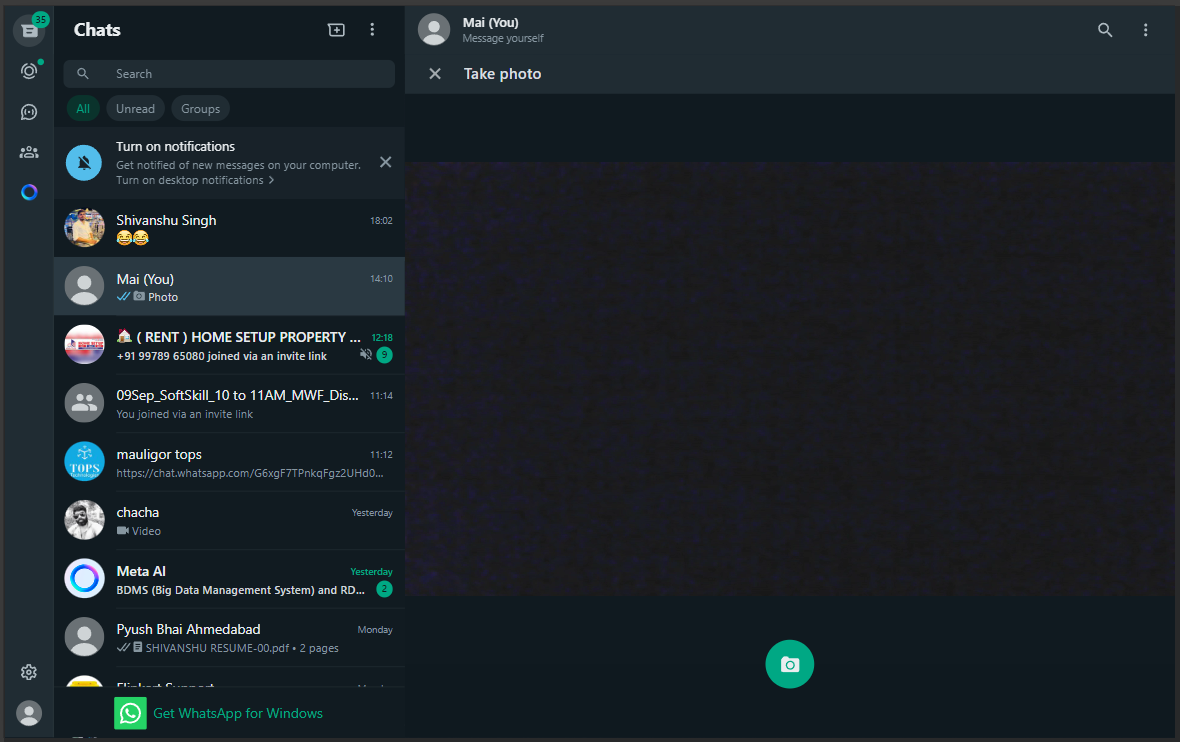 35
Chats
Search
All
Unread
Groups
Turn on notifications
Get notified of new messages on your computer.
Turn on desktop notifications >
Shivanshu Singh
18:02
😂😂
Mai (You)
14:10
Photo
🏠 ( RENT ) HOME SETUP PROPERTY ...
12:18
+91 99789 65080 joined via an invite link
9
09Sep_SoftSkill_10 to 11AM_MWF_Dis...
11:14
You joined via an invite link
TOPS
mauligor tops
11:12
https://chat.whatsapp.com/G6xgF7TPnkqFgz2UHd0...
chacha
Yesterday
Video
Meta AI
Yesterday
BDMS (Big Data Management System) and RD...
2
Pyush Bhai Ahmedabad
Monday
SHIVANSHU RESUME-00.pdf • 2 pages
Get WhatsApp for Windows
Mai (You)
Message yourself
Take photo